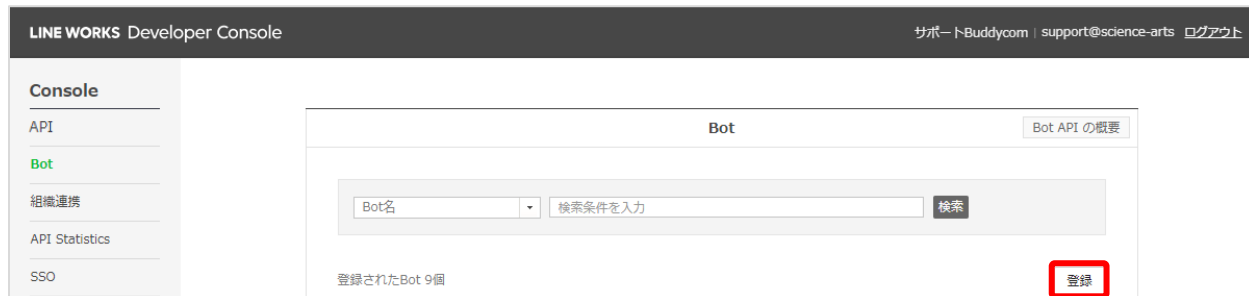 LINE WORKS Developer Console
サポートBuddycom | support@science-arts ログアウト
Console
API
Bot
組織連携
API Statistics
SSO
Bot
Bot API の概要
Bot名
検索条件を入力
検索
登録されたBot 9個
登録